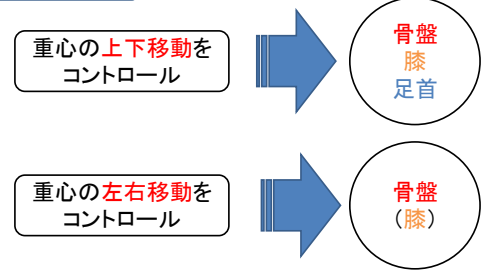 重心の上下移動を
コントロール
骨盤
膝
足首
重心の左右移動を
コントロール
骨盤
（膝）